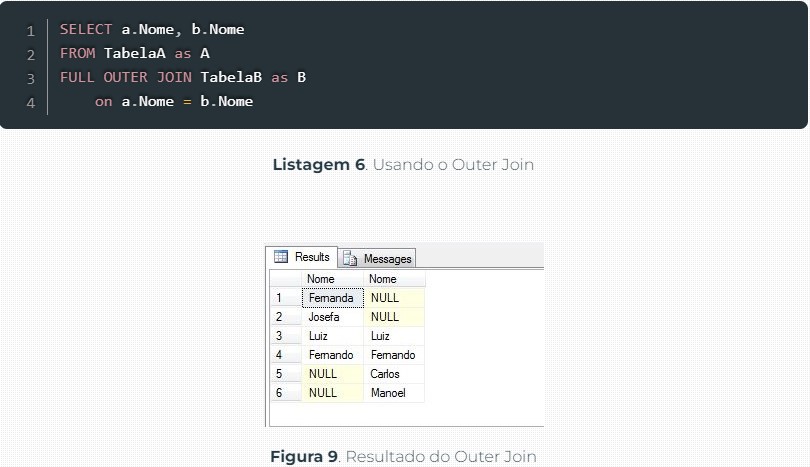 1 SELECT a.Nome, b.Nome
2 FROM TabelaA as A
3 FULL OUTER JOIN TabelaB as B
4 on a.Nome = b.Nome
Listagem 6. Usando o Outer Join
Results Messages
Nome Nome
1 Fernanda NULL
2 Josefa NULL
3 Luiz Luiz
4 Fernando Fernando
5 NULL Carlos
6 NULL Manoel
Figura 9. Resultado do Outer Join